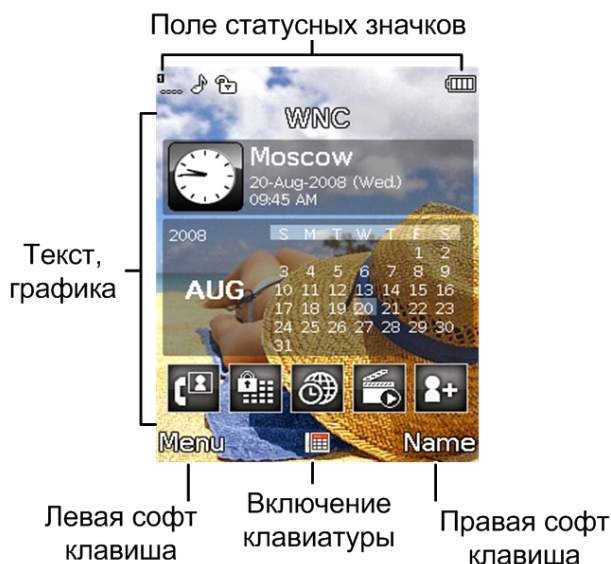 Поле статусных значков
1
WNC
Moscow
20-Aug-2008 (Wed.)
09:45 AM
2008
S M T W T F S
1 2
3 4 5 6 7 8 9
AUG
10 11 12 13 14 15 16
17 18 19 20 21 22 23
24 25 26 27 28 29 30
31
Текст,
графика
Menu
Name
Левая софт
клавиша
Включение
клавиатуры
Правая софт
клавиша